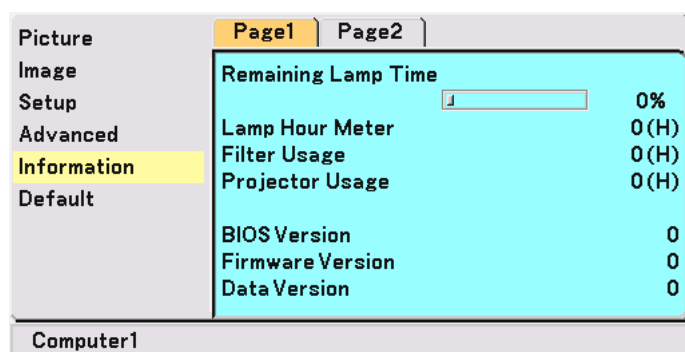 Picture
Image
Setup
Advanced
Information
Default
Page1 Page2
Remaining Lamp Time
0%
Lamp Hour Meter 0(H)
Filter Usage 0(H)
Projector Usage 0(H)
BIOS Version 0
Firmware Version 0
Data Version 0
Computer1